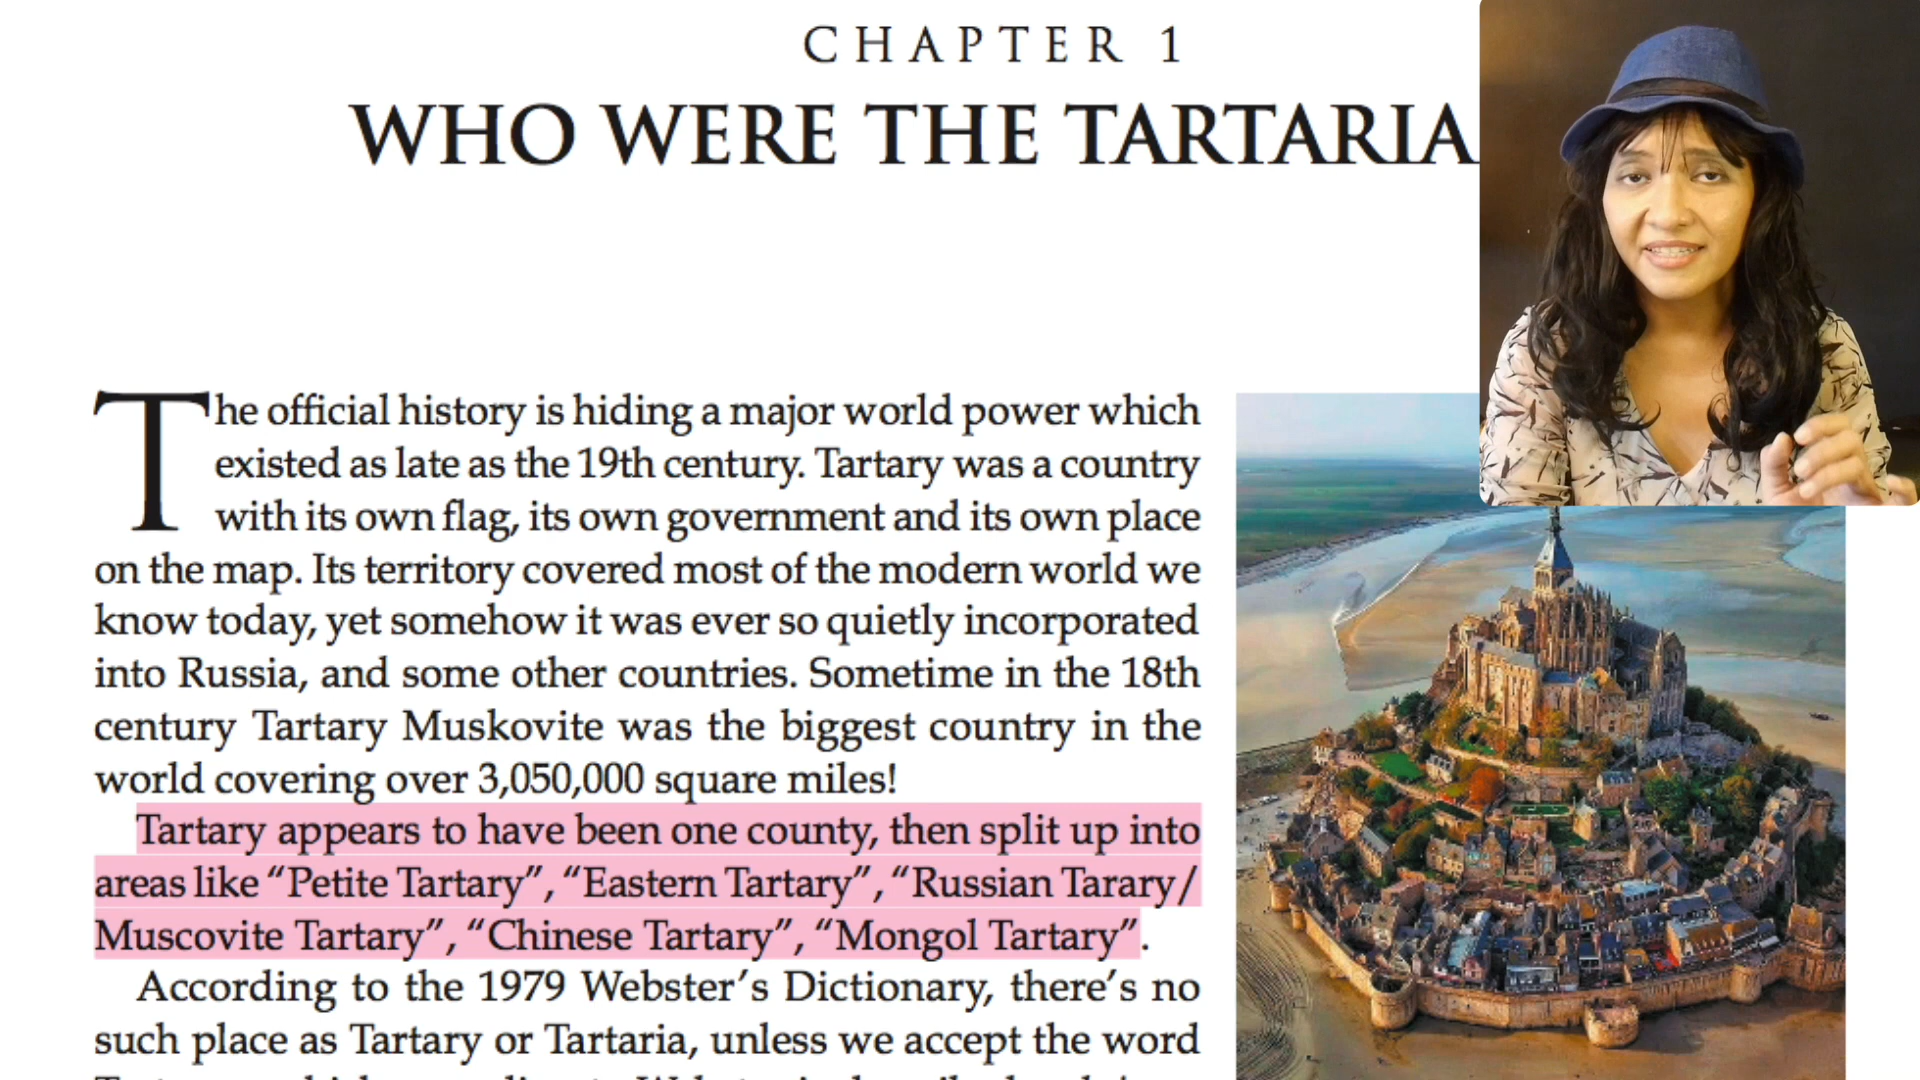 CHAPTER 1
WHO WERE THE TARTARIA
The official history is hiding a major world power which
existed as late as the 19th century. Tartary was a country
with its own flag, its own government and its own place
on the map. Its territory covered most of the modern world we
know today, yet somehow it was ever so quietly incorporated
into Russia, and some other countries. Sometime in the 18th
century Tartary Muskovite was the biggest country in the
world covering over 3,050,000 square miles!
Tartary appears to have been one county, then split up into
areas like “Petite Tartary”, “Eastern Tartary”, “Russian Tarary/
Muscovite Tartary”, “Chinese Tartary”, “Mongol Tartary”.
According to the 1979 Webster’s Dictionary, there’s no
such place as Tartary or Tartaria, unless we accept the word